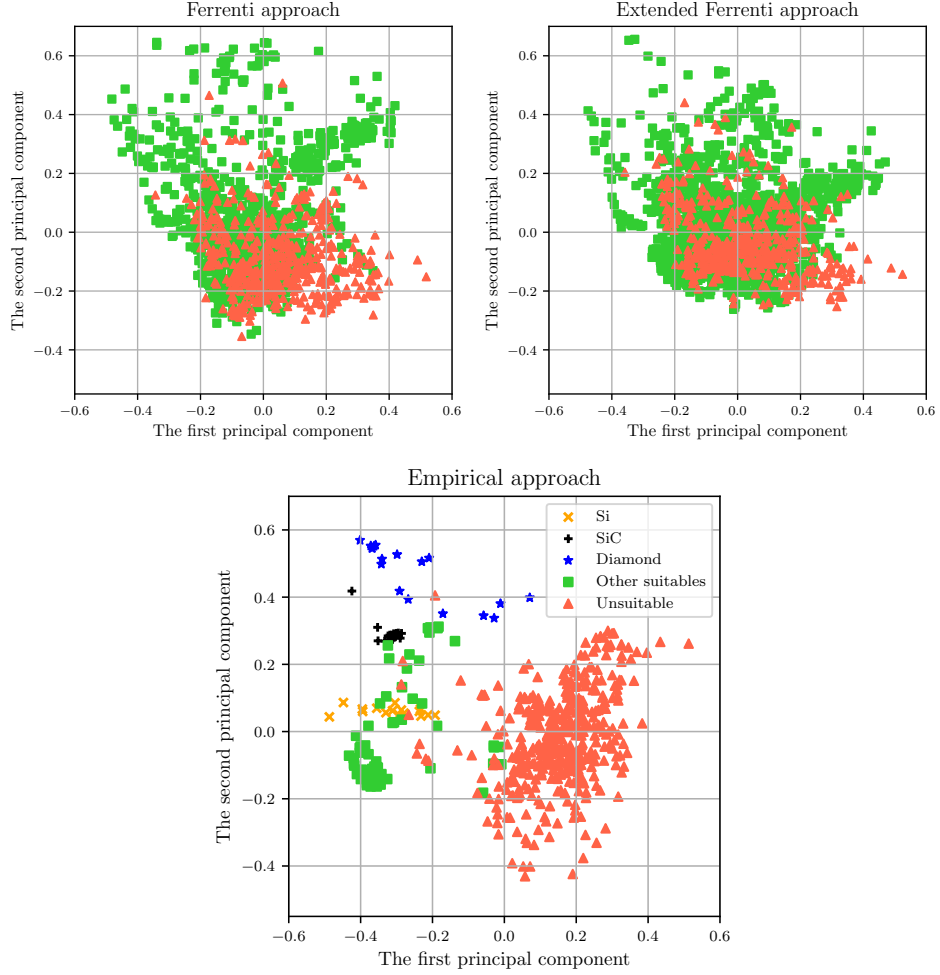 Ferrenti approach
The second principal component
0.6
0.4
0.2
0.0
−0.2
−0.4
−0.6
−0.4
−0.2
0.0
0.2
0.4
0.6
The first principal component
Extended Ferrenti approach
The second principal component
0.6
0.4
0.2
0.0
−0.2
−0.4
−0.6
−0.4
−0.2
0.0
0.2
0.4
0.6
The first principal component
Empirical approach
The second principal component
0.6
0.4
0.2
0.0
−0.2
−0.4
Si
SiC
Diamond
Other suitables
Unsuitable
−0.6
−0.4
−0.2
0.0
0.2
0.4
0.6
The first principal component